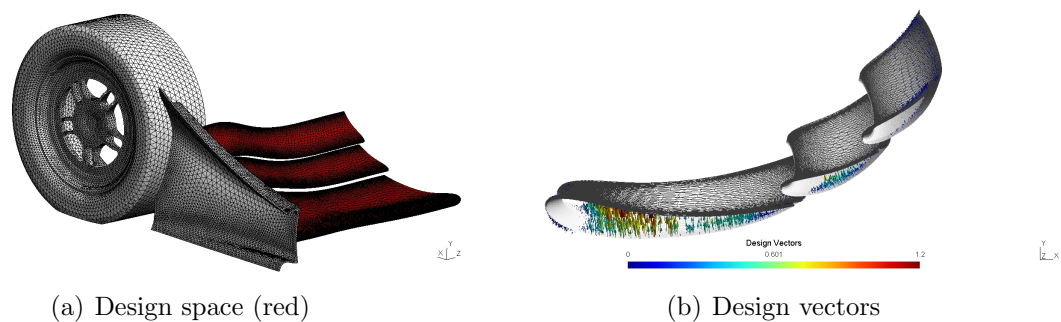 Y
X Z
Design Vectors
0 0.601 1.2
Y
Z X
(a) Design space (red)
(b) Design vectors